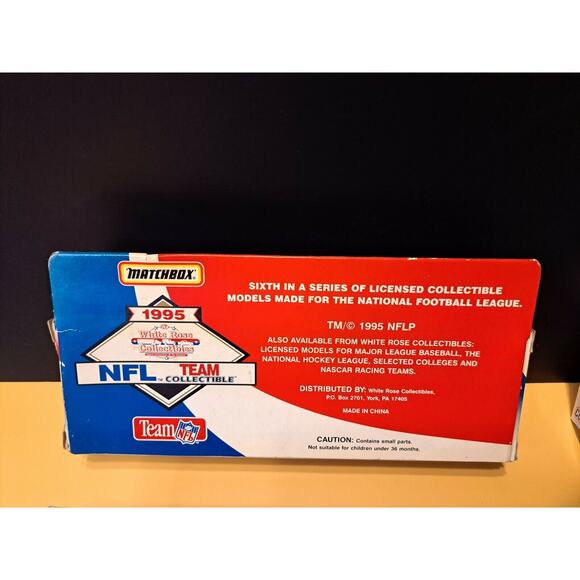 MATCHBOX
1995
White Rose
Collectibles
NFL TEAM
COLLECTIBLE™
Team NFL
SIXTH IN A SERIES OF LICENSED COLLECTIBLE
MODELS MADE FOR THE NATIONAL FOOTBALL LEAGUE.
TM/© 1995 NFLP
ALSO AVAILABLE FROM WHITE ROSE COLLECTIBLES:
LICENSED MODELS FOR MAJOR LEAGUE BASEBALL, THE
NATIONAL HOCKEY LEAGUE, SELECTED COLLEGES AND
NASCAR RACING TEAMS.
DISTRIBUTED BY: White Rose Collectibles,
P.O. Box 2701, York, PA 17405
MADE IN CHINA
CAUTION: Contains small parts.
Not suitable for children under 36 months.